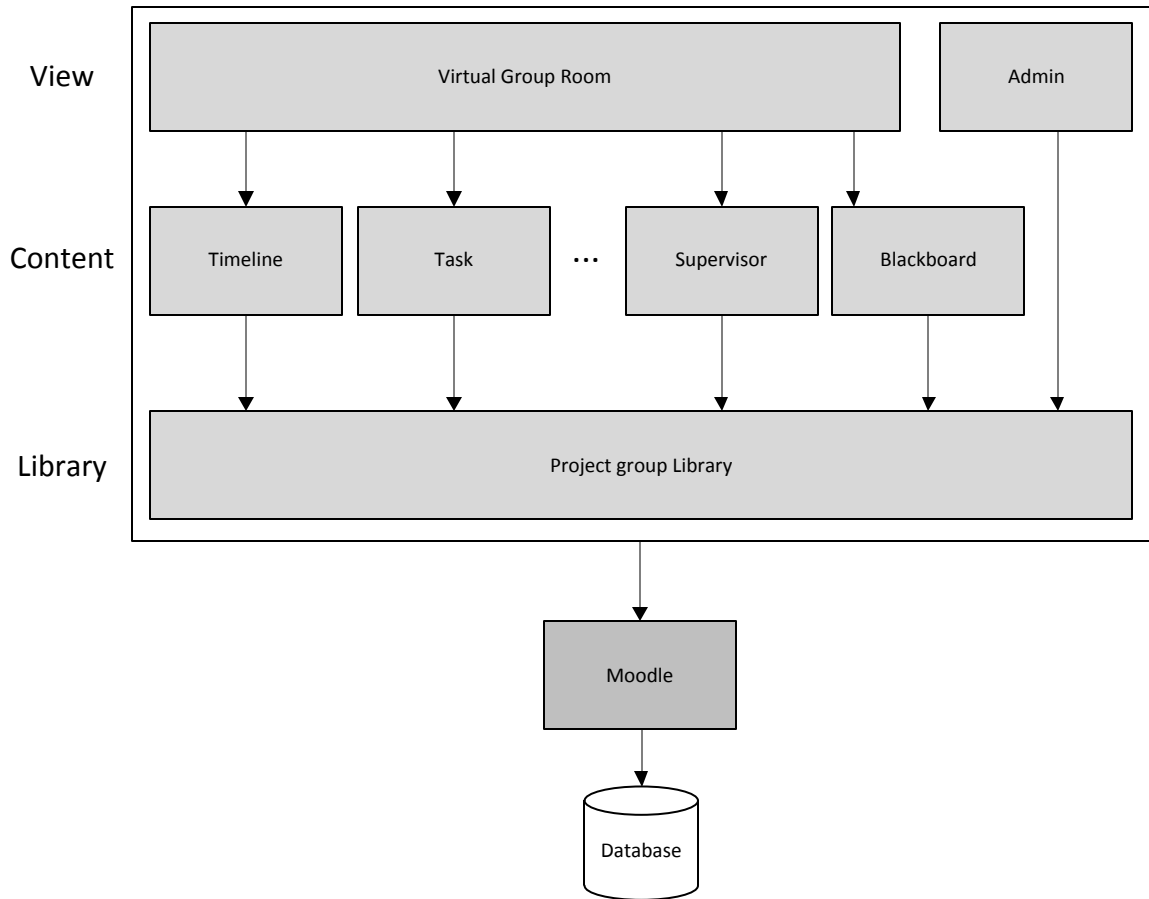 View
Virtual Group Room
Admin
Content
Timeline
Task
...
Supervisor
Blackboard
Library
Project group Library
Moodle
Database